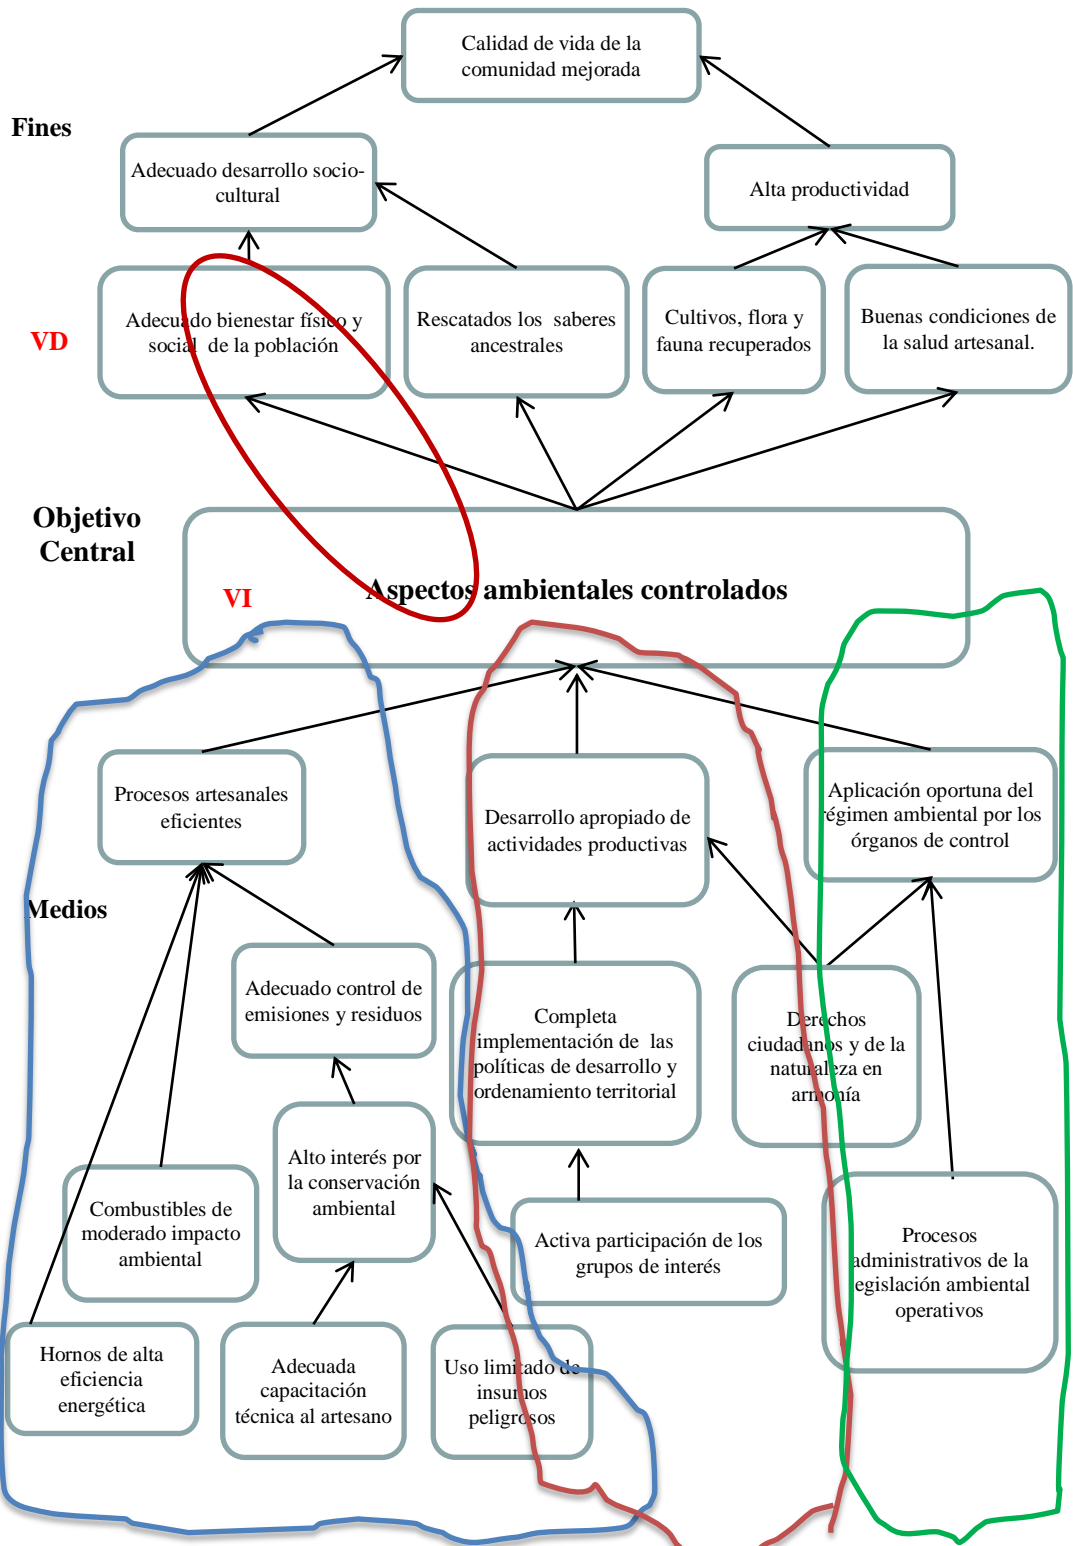 Calidad de vida de la
comunidad mejorada
Fines
Adecuado desarrollo socio-
cultural
Alta productividad
VD
Adecuado bienestar físico y
social de la población
Rescatados los saberes
ancestrales
Cultivos, flora y
fauna recuperados
Buenas condiciones de
la salud artesanal.
Objetivo
Central
VI
Aspectos ambientales controlados
Procesos artesanales
eficientes
Desarrollo apropiado de
actividades productivas
Aplicación oportuna del
régimen ambiental por los
órganos de control
Medios
Adecuado control de
emisiones y residuos
Completa
implementación de las
políticas de desarrollo y
ordenamiento territorial
Derechos
ciudadanos y de la
naturaleza en
armonía
Alto interés por
la conservación
ambiental
Combustibles de
moderado impacto
ambiental
Activa participación de los
grupos de interés
Procesos
administrativos de la
legislación ambiental
operativos
Hornos de alta
eficiencia
energética
Adecuada
capacitación
técnica al artesano
Uso limitado de
insumos
peligrosos